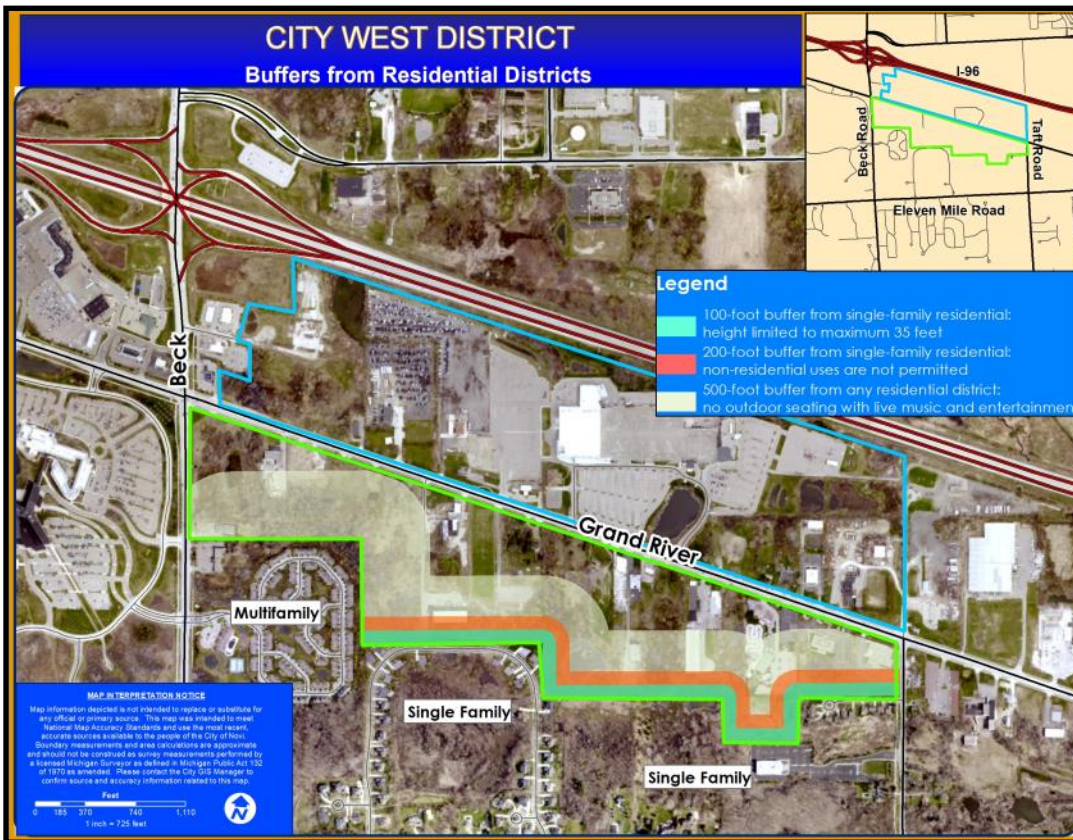 CITY WEST DISTRICT
Buffers from Residential Districts
I-96
Beck Road
Taft Road
Eleven Mile Road
Legend
100-foot buffer from single-family residential:
height limited to maximum 35 feet
200-foot buffer from single-family residential:
non-residential uses are not permitted
500-foot buffer from any residential district:
no outdoor seating with live music and entertainmen
Beck
Grand River
Multifamily
Single Family
Single Family
MAP INTERPRETATION NOTICE
Map information depicted is not intended to replace or substitute for
any official or primary source. This map was intended to meet
National Map Accuracy Standards and use the most recent,
accurate sources available to the people of the City of Novi.
Boundary measurements and area calculations are approximate
and should not be construed as survey measurements performed by
a licensed Michigan Surveyor as defined in Michigan Public Act 132
of 1970 as amended. Please contact the City GIS Manager to
confirm source and accuracy information related to this map.
Feet
0 185 370 740 1,110
1 inch = 725 feet
N